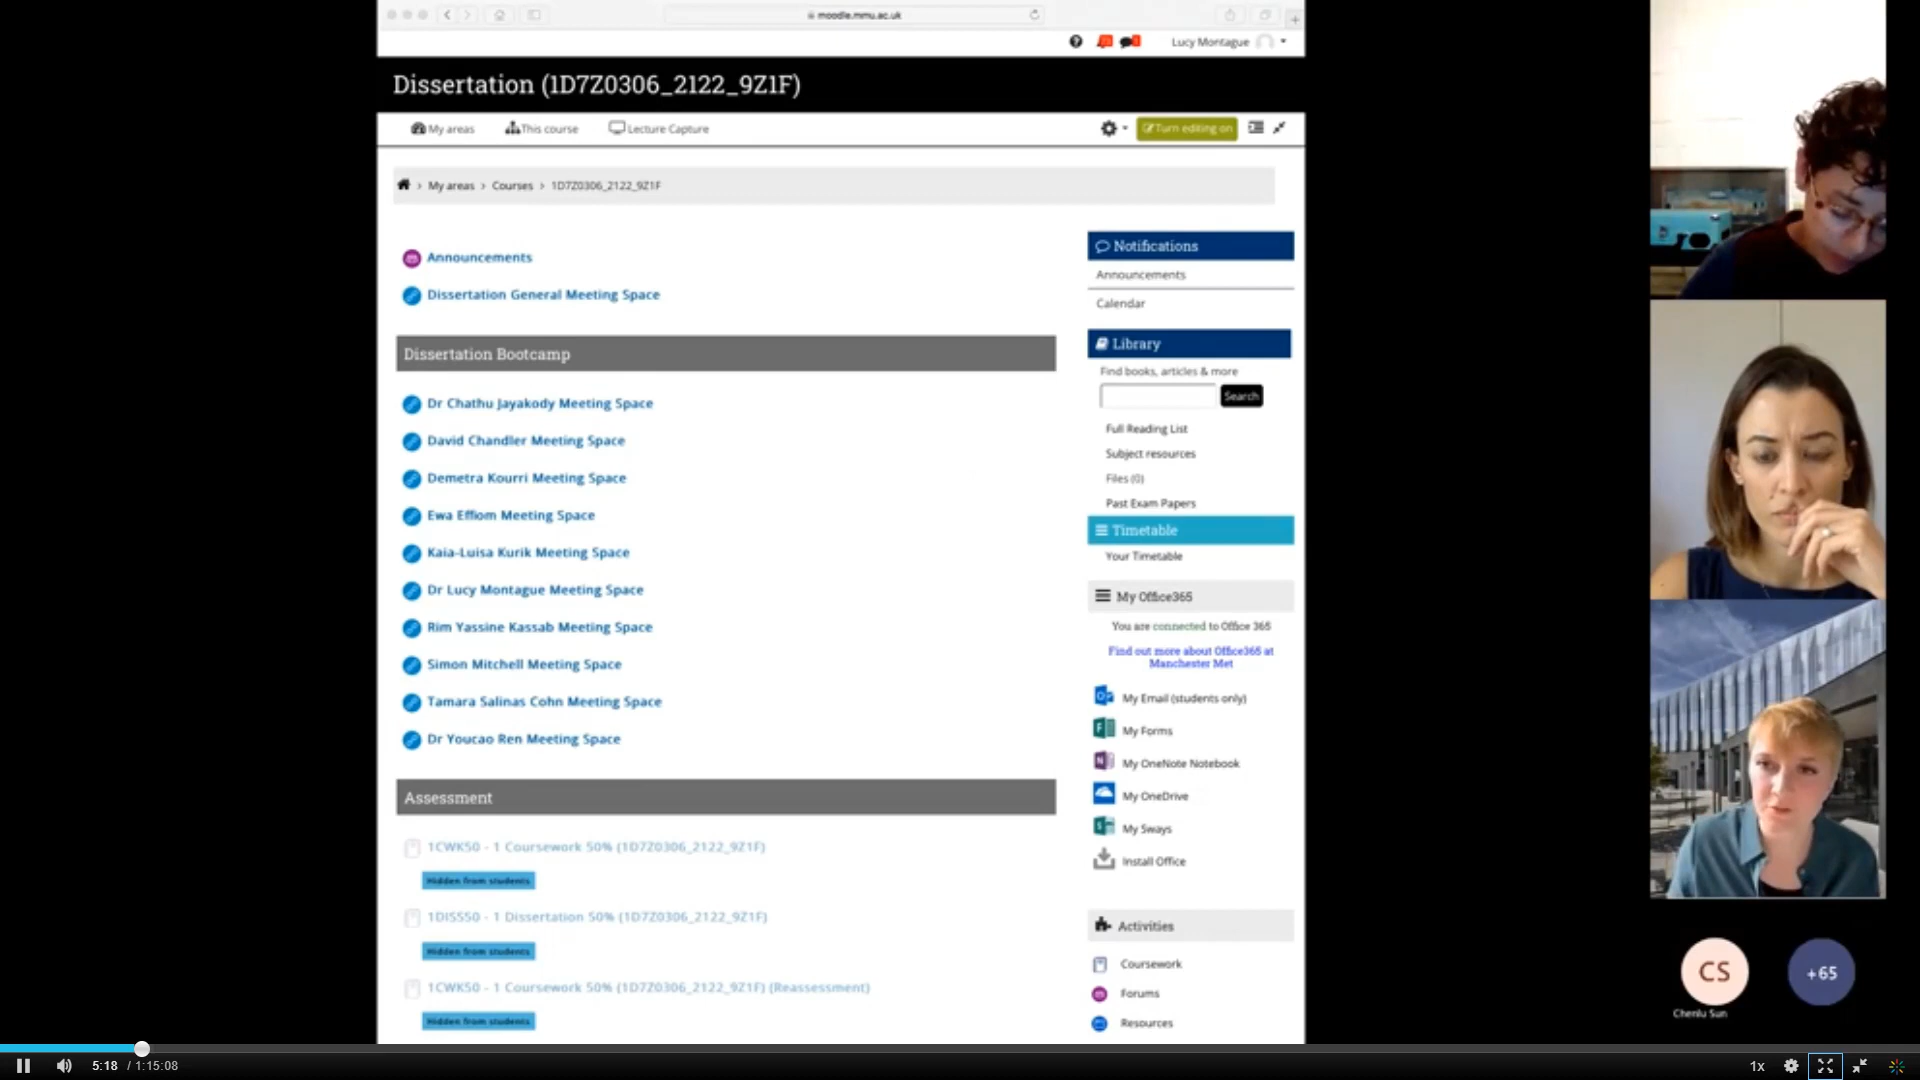 moodle.mmu.ac.uk
Lucy Montague
Dissertation (1D7Z0306_2122_9Z1F)
My areas This course Lecture Capture
Turn editing on
My areas › Courses › 1D7Z0306_2122_9Z1F
Announcements
Dissertation General Meeting Space
Dissertation Bootcamp
Dr Chathu Jayakody Meeting Space
David Chandler Meeting Space
Demetra Kourri Meeting Space
Ewa Effiom Meeting Space
Kaia-Luisa Kurik Meeting Space
Dr Lucy Montague Meeting Space
Rim Yassine Kassab Meeting Space
Simon Mitchell Meeting Space
Tamara Salinas Cohn Meeting Space
Dr Youcao Ren Meeting Space
Assessment
1CWK50 - 1 Coursework 50% (1D7Z0306_2122_9Z1F)
Hidden from students
1DISS50 - 1 Dissertation 50% (1D7Z0306_2122_9Z1F)
Hidden from students
1CWK50 - 1 Coursework 50% (1D7Z0306_2122_9Z1F) (Reassessment)
Hidden from students
Notifications
Announcements
Calendar
Library
Find books, articles & more
Search
Full Reading List
Subject resources
Files (0)
Past Exam Papers
Timetable
Your Timetable
My Office365
You are connected to Office 365
Find out more about Office365 at
Manchester Met
My Email (students only)
My Forms
My OneNote Notebook
My OneDrive
My Sways
Install Office
Activities
Coursework
Forums
Resources
CS
+65
Chenlu Sun
5:18 / 1:15:08
1x